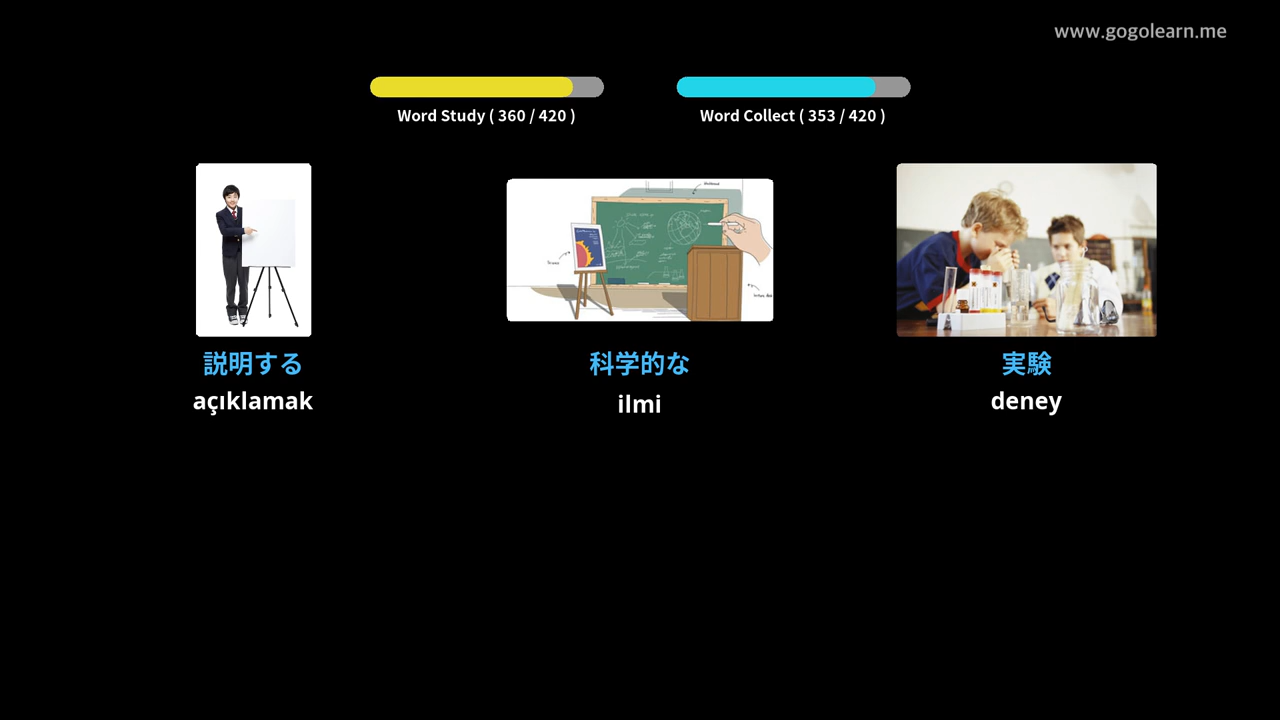 www.gogolearn.me
Word Study ( 360 / 420 )
Word Collect ( 353 / 420 )
説明する
科学的な
実験
açıklamak
ilmi
deney